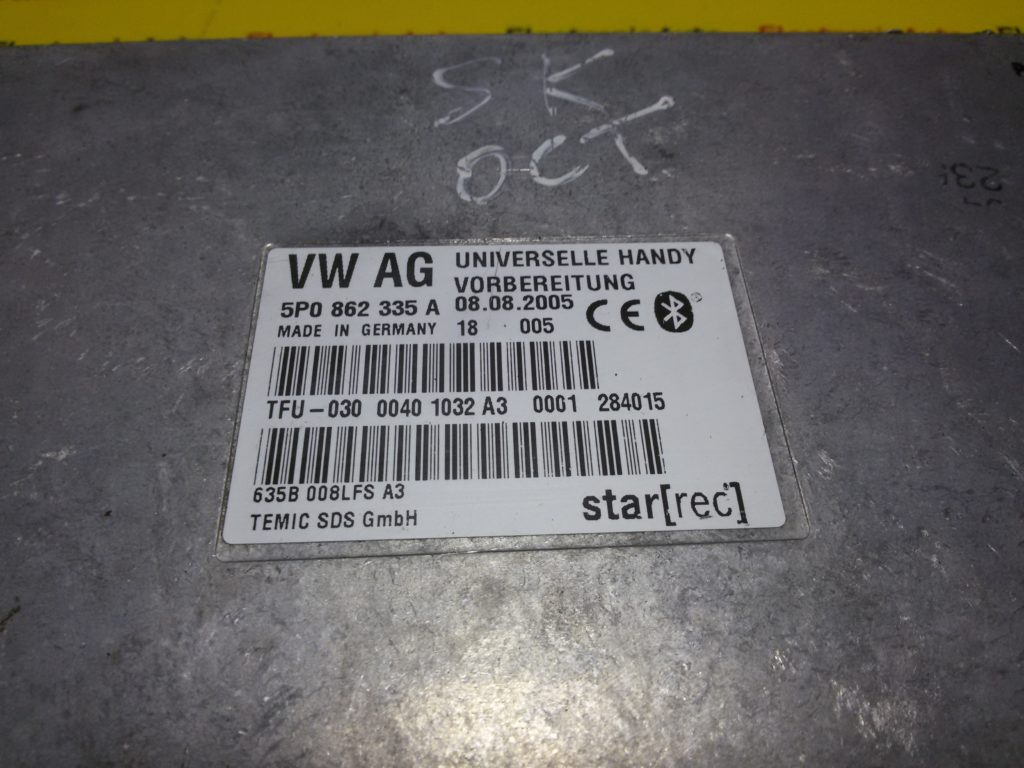 SK
OCT
VW AG
UNIVERSELLE HANDY
VORBEREITUNG
5P0 862 335 A
08.08.2005
MADE IN GERMANY
18 005
CE
TFU-030 0040 1032 A3 0001 284015
635B 008LFS A3
TEMIC SDS GmbH
star[rec]